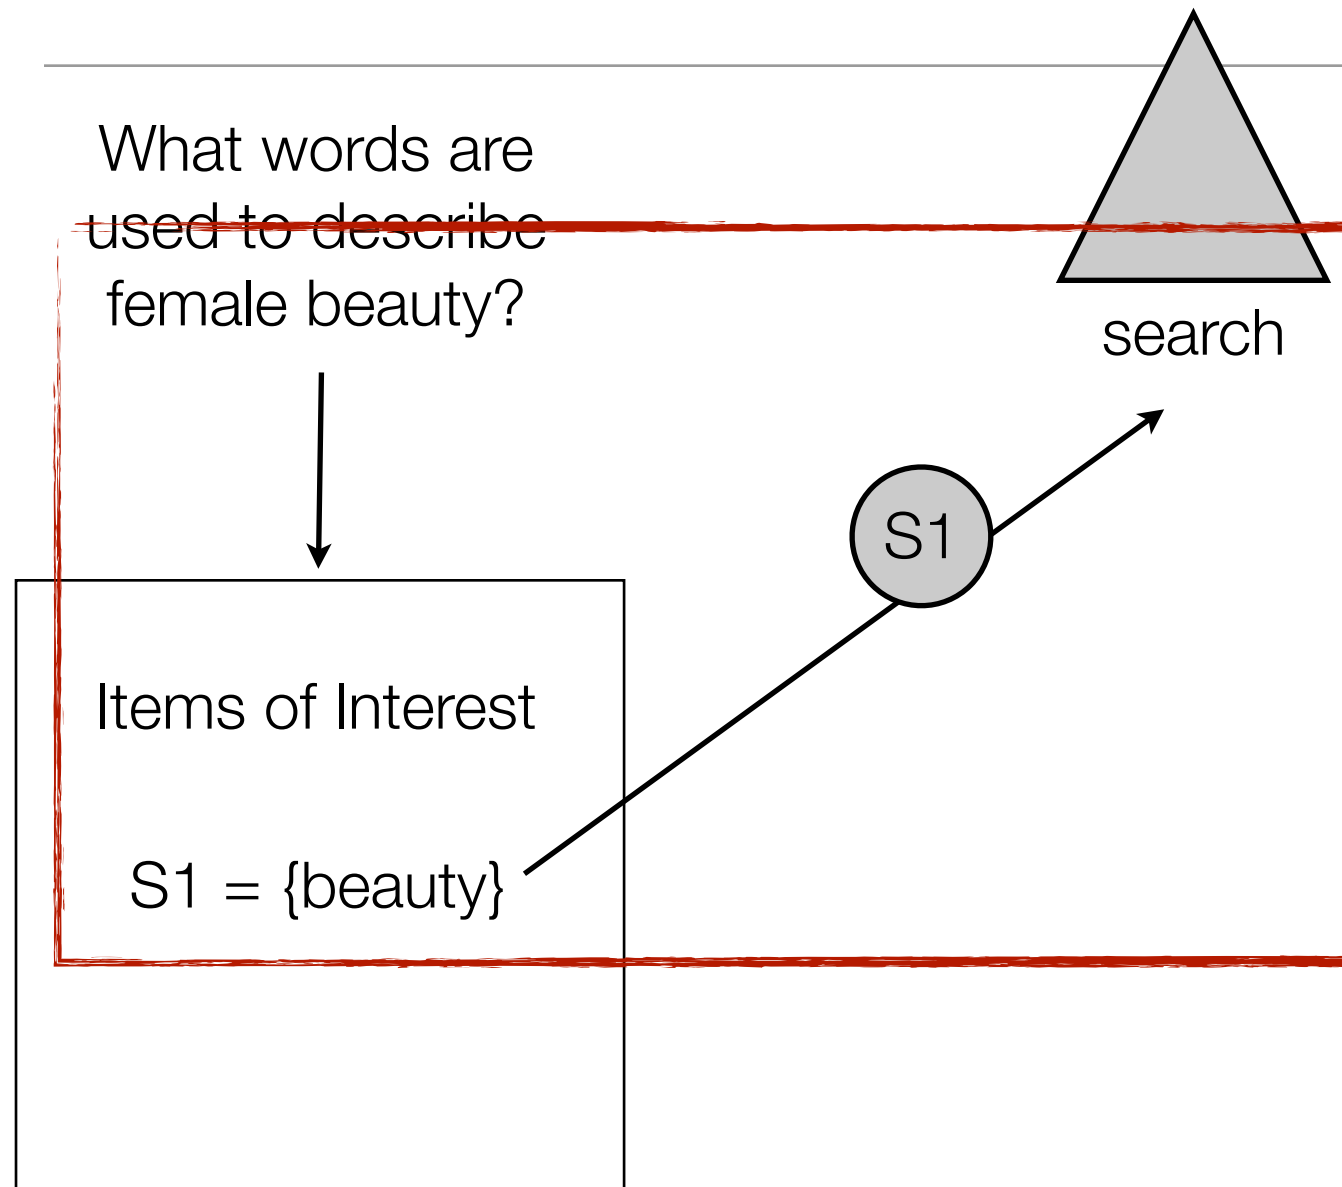 What words are
used to describe
female beauty?
search
S1
Items of Interest
S1 = {beauty}